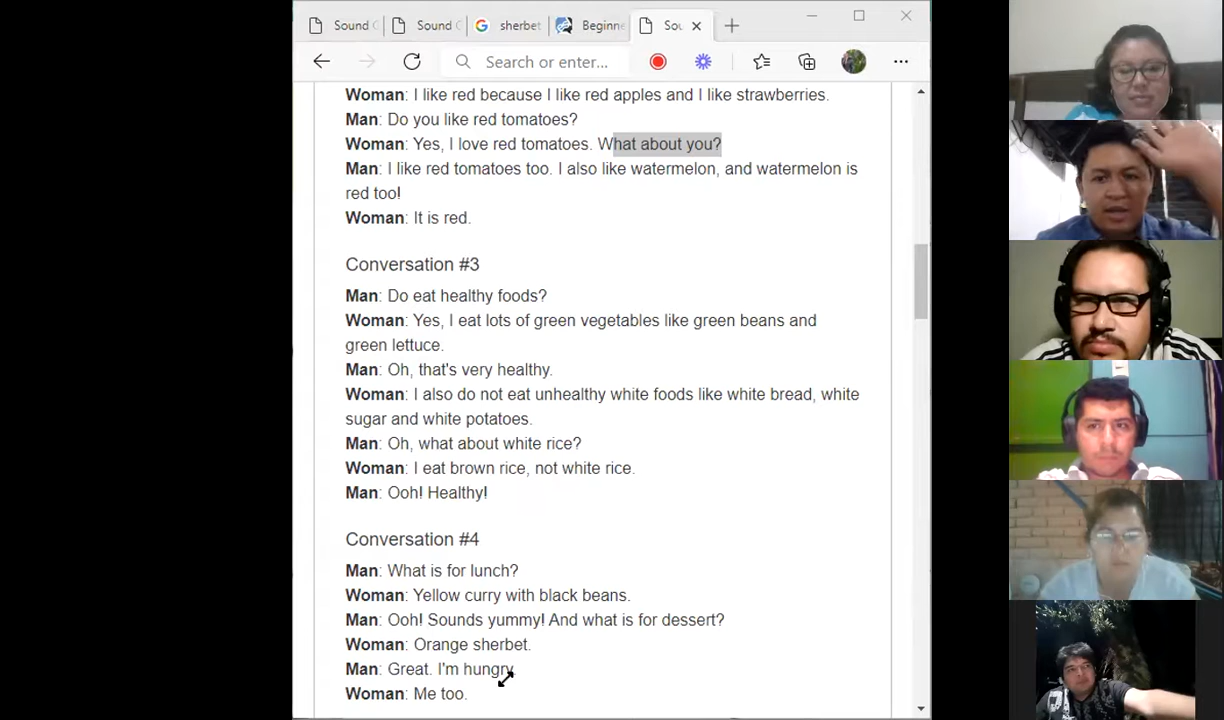 Sound
Sound
sherbet
Beginne
Sou
Search or enter...
Woman: I like red because I like red apples and I like strawberries.
Man: Do you like red tomatoes?
Woman: Yes, I love red tomatoes. What about you?
Man: I like red tomatoes too. I also like watermelon, and watermelon is
red too!
Woman: It is red.
Conversation #3
Man: Do eat healthy foods?
Woman: Yes, I eat lots of green vegetables like green beans and
green lettuce.
Man: Oh, that's very healthy.
Woman: I also do not eat unhealthy white foods like white bread, white
sugar and white potatoes.
Man: Oh, what about white rice?
Woman: I eat brown rice, not white rice.
Man: Ooh! Healthy!
Conversation #4
Man: What is for lunch?
Woman: Yellow curry with black beans.
Man: Ooh! Sounds yummy! And what is for dessert?
Woman: Orange sherbet.
Man: Great. I'm hungry.
Woman: Me too.